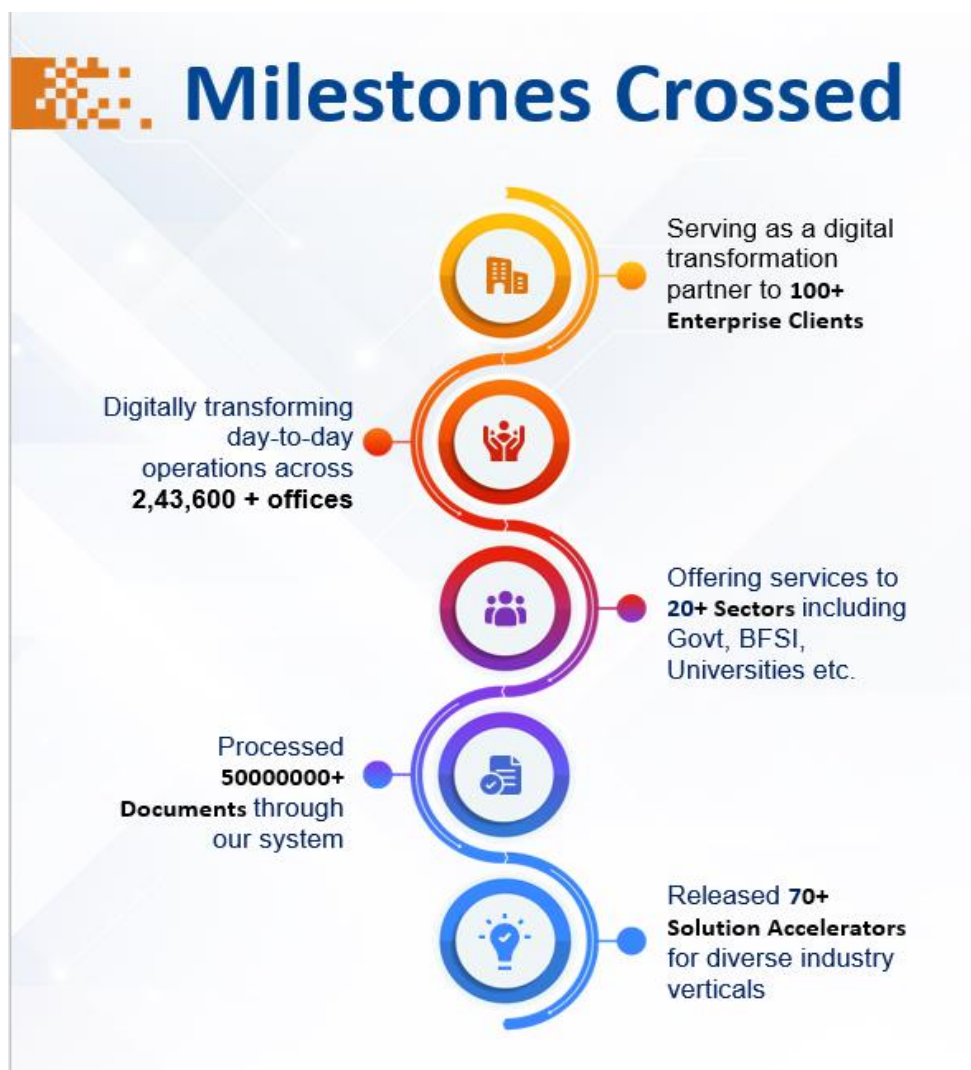 Milestones Crossed
Serving as a digital
transformation
partner to 100+
Enterprise Clients
Digitally transforming
day-to-day
operations across
2,43,600 + offices
Offering services to
20+ Sectors including
Govt, BFSI,
Universities etc.
Processed
50000000+
Documents through
our system
Released 70+
Solution Accelerators
for diverse industry
verticals